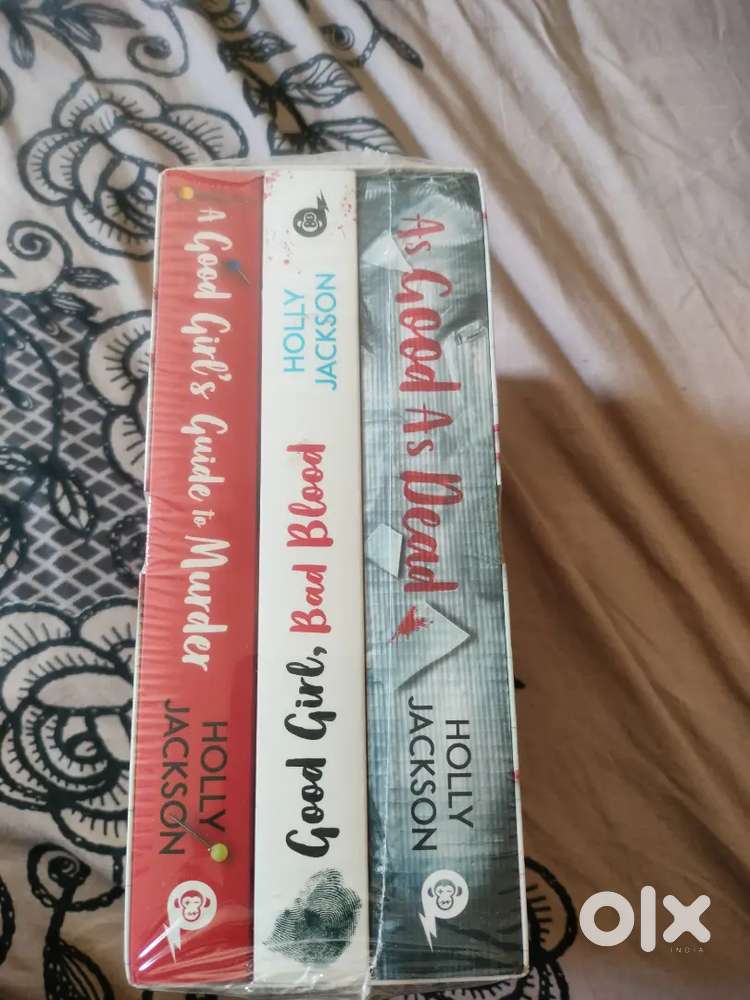 A Good Girl's Guide to Murder
HOLLY
JACKSON
Good Girl, Bad Blood
HOLLY
JACKSON
As Good As Dead
HOLLY
JACKSON
olx
INDIA